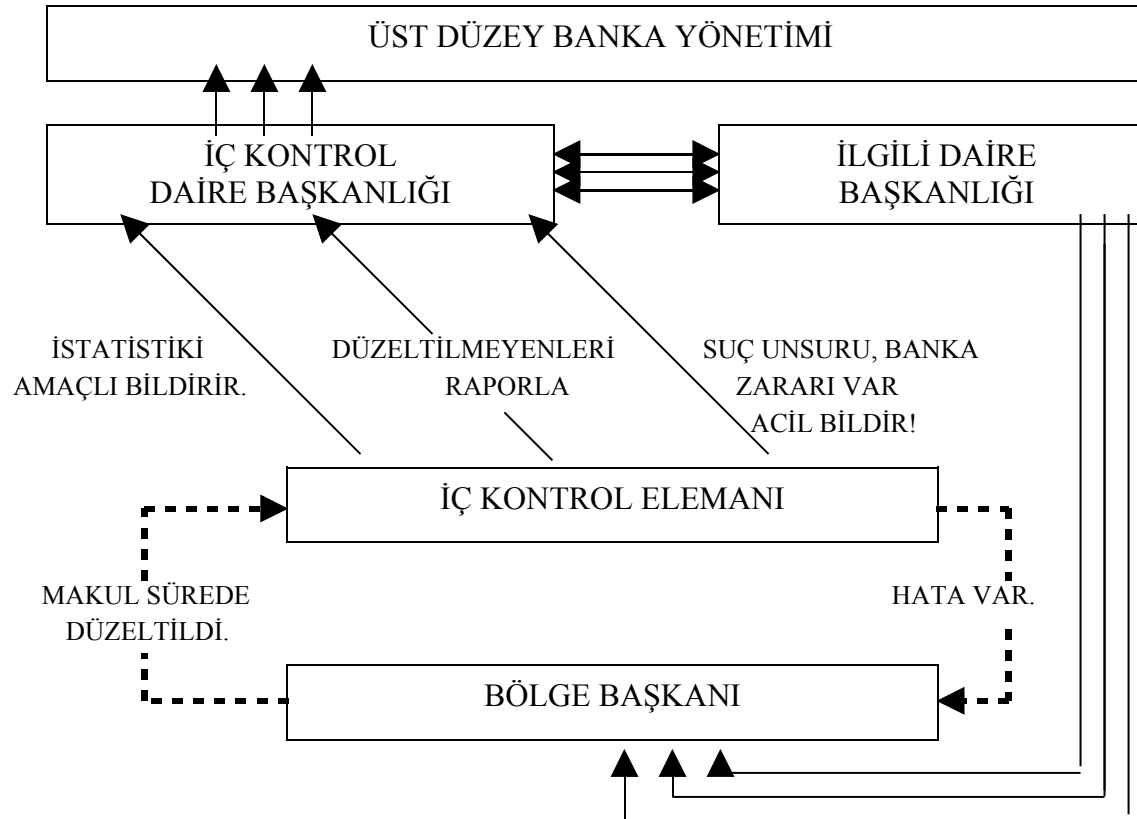 ÜST DÜZEY BANKA YÖNETİMİ
İÇ KONTROL
DAİRE BAŞKANLIĞI
İLGİLİ DAİRE
BAŞKANLIĞI
İSTATİSTİKİ
AMAÇLI BİLDİRİR.
DÜZELTİLMEYENLERİ
RAPORLA
SUÇ UNSURU, BANKA
ZARARI VAR
ACİL BİLDİR!
İÇ KONTROL ELEMANI
MAKUL SÜREDE
DÜZELTİLDİ.
HATA VAR.
BÖLGE BAŞKANI